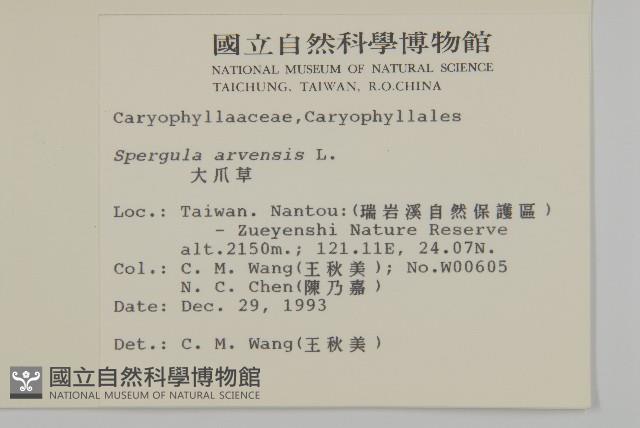 國立自然科學博物館
NATIONAL MUSEUM OF NATURAL SCIENCE
TAICHUNG, TAIWAN, R.O.CHINA
Caryophyllaaceae,Caryophyllales
Spergula arvensis L.
大爪草
Loc.: Taiwan. Nantou:(瑞岩溪自然保護區)
- Zueyenshi Nature Reserve
alt.2150m.; 121.11E, 24.07N.
Col.: C. M. Wang(王秋美); No.W00605
N. C. Chen(陳乃嘉)
Date: Dec. 29, 1993
Det.: C. M. Wang(王秋美)
國立自然科學博物館
NATIONAL MUSEUM OF NATURAL SCIENCE